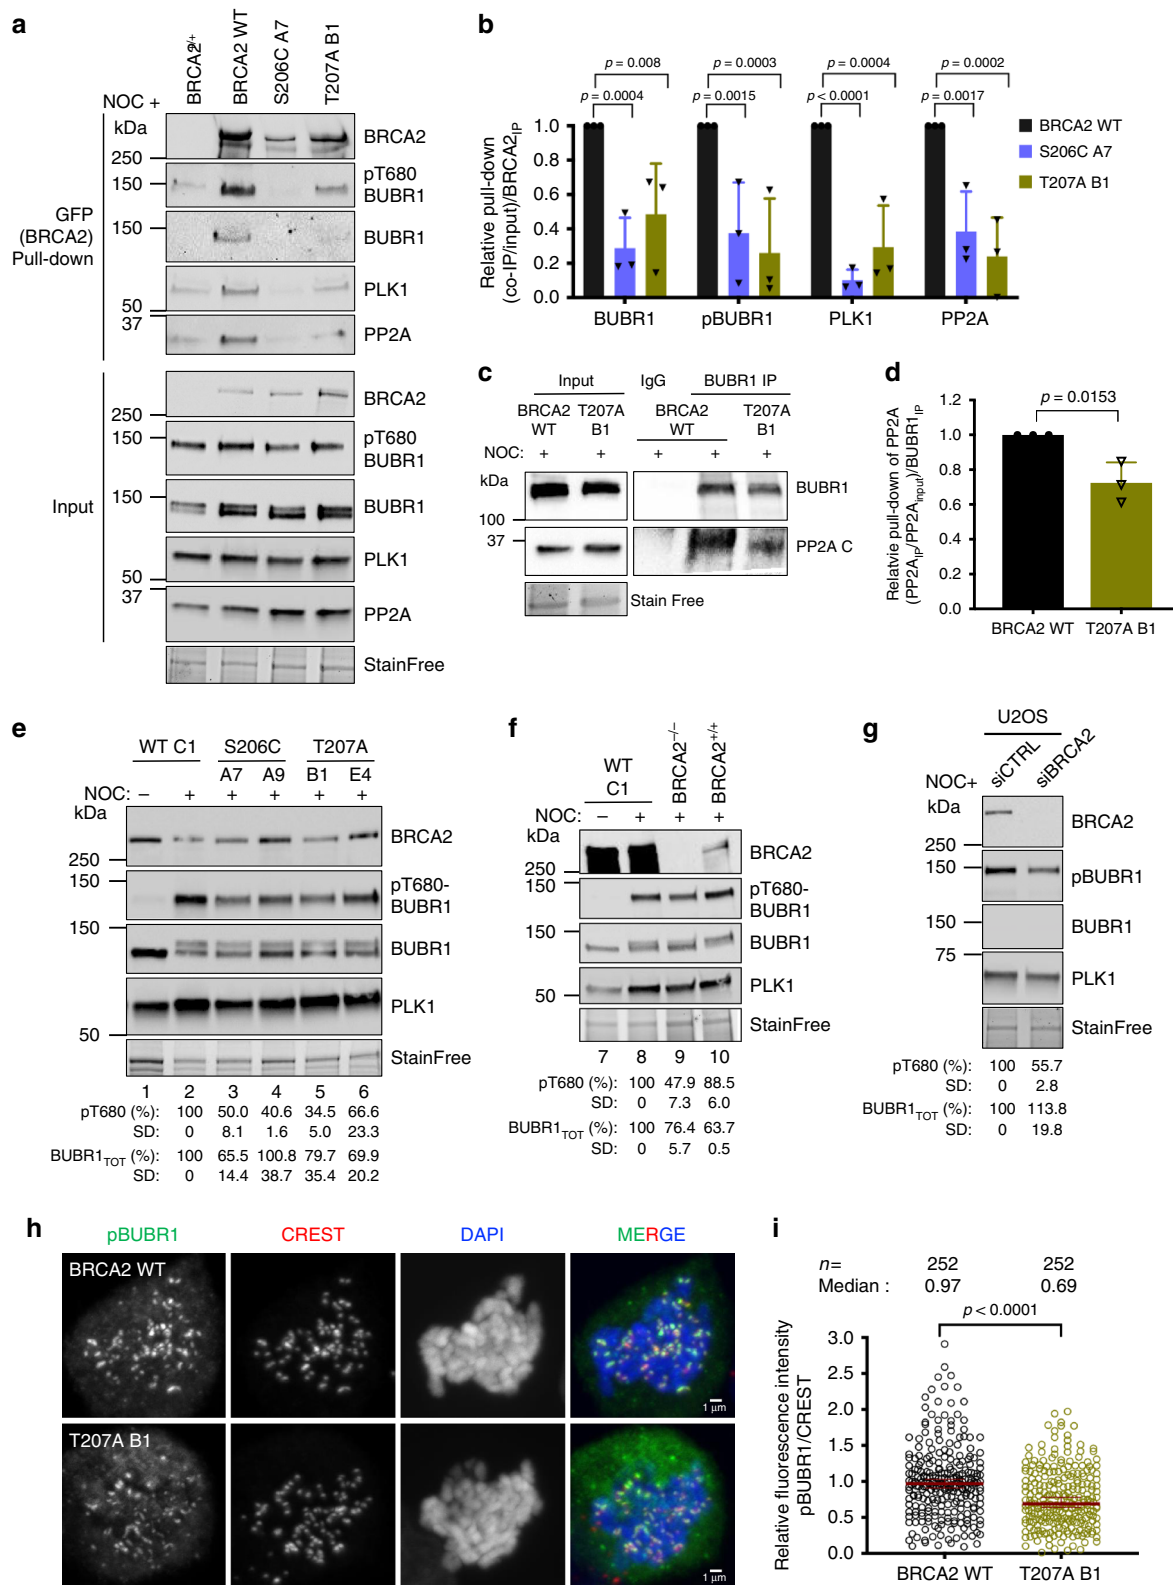 a
BRCA2+/+
BRCA2 WT
S206C A7
T207A B1
NOC +
kDa
250
150
150
50
37
GFP
(BRCA2)
Pull-down
BRCA2
pT680
BUBR1
BUBR1
PLK1
PP2A
Input
250
150
150
50
37
BRCA2
pT680
BUBR1
BUBR1
PLK1
PP2A
StainFree
b
Relative pull-down
(co-IP/input)/BRCA2IP
1.0
0.8
0.6
0.4
0.2
0.0
p = 0.008
p = 0.0004
p = 0.0003
p = 0.0015
p = 0.0004
p < 0.0001
p = 0.0002
p = 0.0017
BUBR1
pBUBR1
PLK1
PP2A
BRCA2 WT
S206C A7
T207A B1
c
Input
IgG
BUBR1 IP
BRCA2
WT
T207A
B1
BRCA2
WT
T207A
B1
NOC: + + + + +
kDa
100
37
BUBR1
PP2A C
Stain Free
d
Relatvie pull-down of PP2A
(PP2AIP/PP2Ainput)/BUBR1IP
1.2
1.0
0.8
0.6
0.4
0.2
0.0
p = 0.0153
BRCA2 WT
T207A B1
e
WT C1 S206C T207A
A7 A9 B1 E4
NOC: – + + + + +
kDa
250
150
150
50
BRCA2
pT680-
BUBR1
BUBR1
PLK1
StainFree
1 2 3 4 5 6
pT680 (%): 100 50.0 40.6 34.5 66.6
SD: 0 8.1 1.6 5.0 23.3
BUBR1TOT (%): 100 65.5 100.8 79.7 69.9
SD: 0 14.4 38.7 35.4 20.2
f
WT
C1
BRCA2−/−
BRCA2+/+
NOC: – + + +
kDa
250
150
150
50
BRCA2
pT680-
BUBR1
BUBR1
PLK1
StainFree
7 8 9 10
pT680 (%): 100 47.9 88.5
SD: 0 7.3 6.0
BUBR1TOT (%): 100 76.4 63.7
SD: 0 5.7 0.5
g
U2OS
siCTRL
siBRCA2
NOC+
kDa
250
150
150
75
BRCA2
pBUBR1
BUBR1
PLK1
StainFree
pT680 (%): 100 55.7
SD: 0 2.8
BUBR1TOT (%): 100 113.8
SD: 0 19.8
h
pBUBR1
CREST
DAPI
MERGE
BRCA2 WT
1 μm
T207A B1
1 μm
i
n= 252 252
Median : 0.97 0.69
p < 0.0001
Relative fluorescence intensity
pBUBR1/CREST
3.0
2.5
2.0
1.5
1.0
0.5
0.0
BRCA2 WT
T207A B1